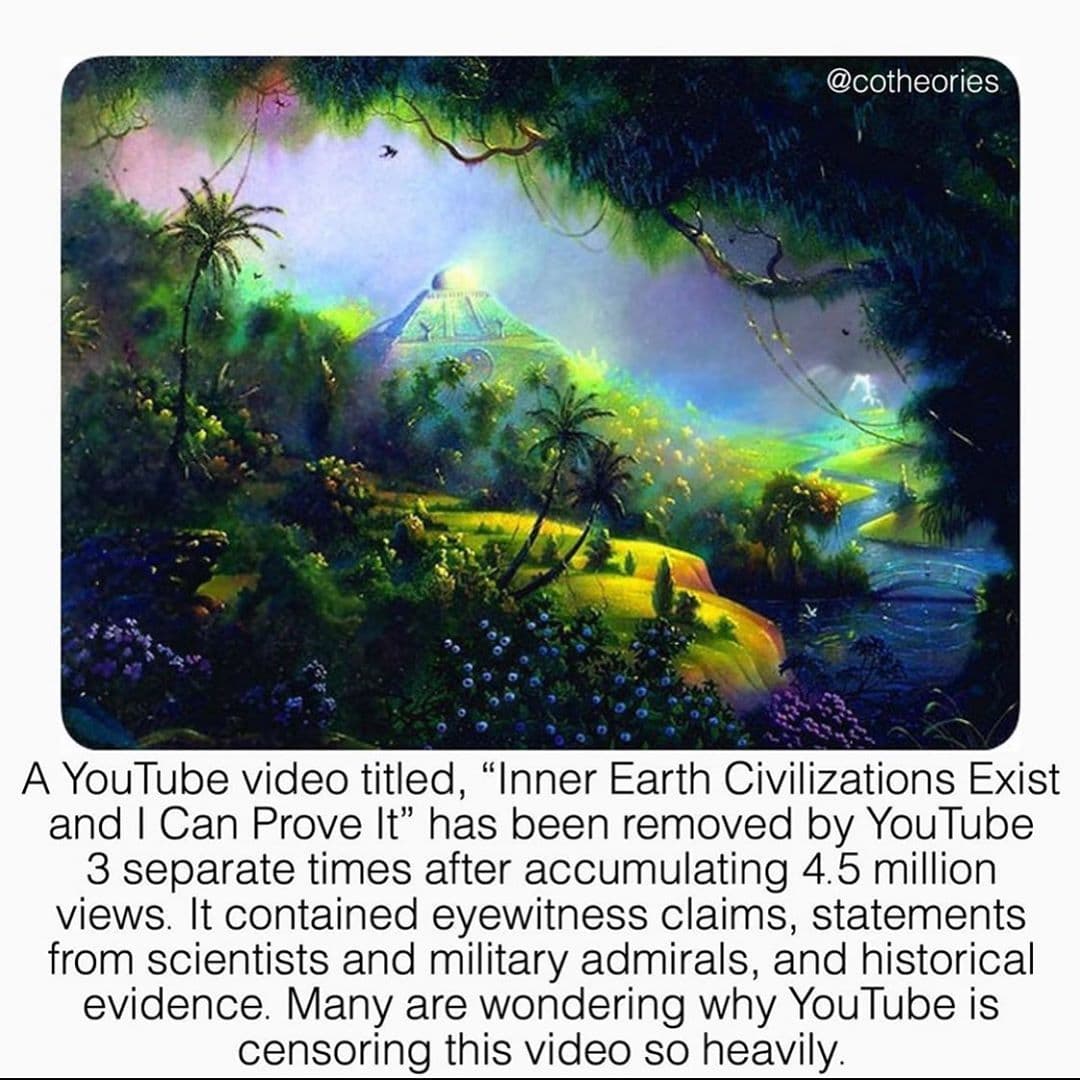 @cotheories
A YouTube video titled, “Inner Earth Civilizations Exist
and I Can Prove It” has been removed by YouTube
3 separate times after accumulating 4.5 million
views. It contained eyewitness claims, statements
from scientists and military admirals, and historical
evidence. Many are wondering why YouTube is
censoring this video so heavily.